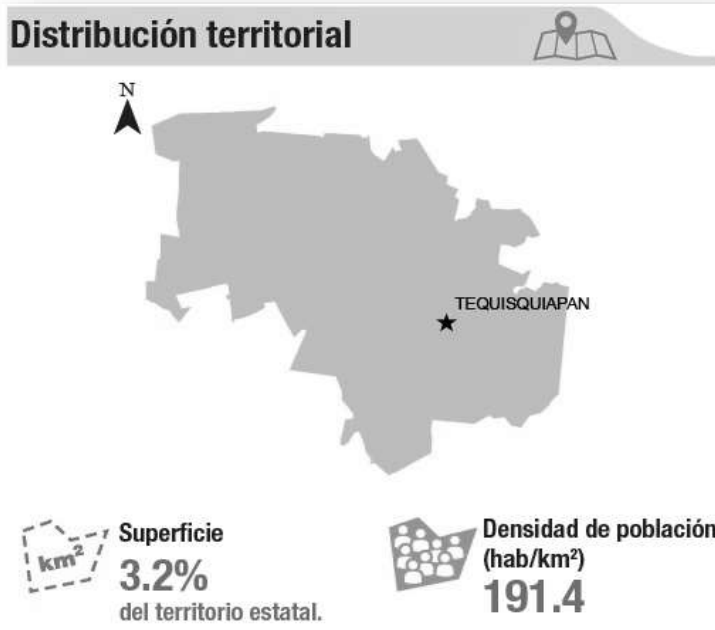 Distribución territorial
N
TEQUISQUIAPAN
km²
Superficie
3.2%
del territorio estatal.
Densidad de población
(hab/km²)
191.4